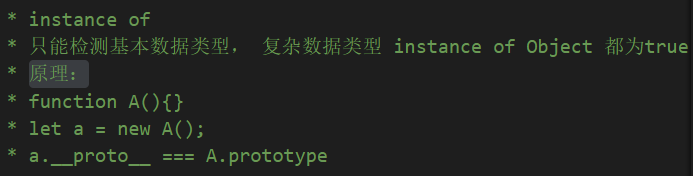 * instance of
* 只能检测基本数据类型， 复杂数据类型 instance of Object 都为true
* 原理：
* function A(){}
* let a = new A();
* a.__proto__ === A.prototype